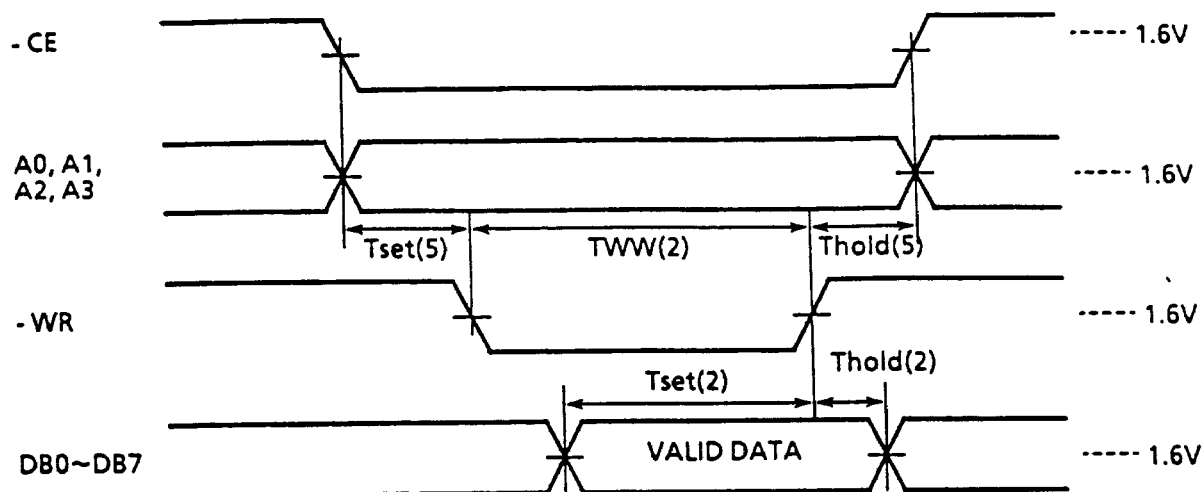 - CE
1.6V
A0, A1,
A2, A3
1.6V
Tset(5)
TWW(2)
Thold(5)
- WR
1.6V
Tset(2)
Thold(2)
DB0~DB7
VALID DATA
1.6V